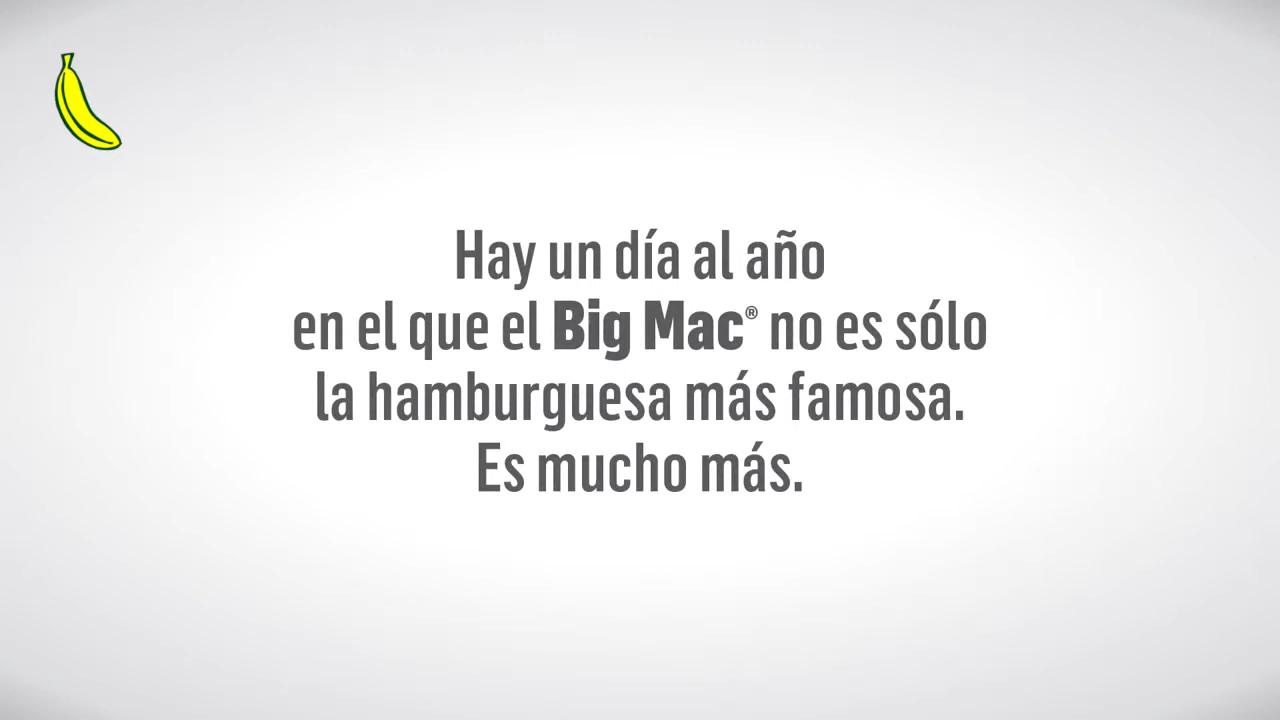 Hay un día al año
en el que el Big Mac® no es sólo
la hamburguesa más famosa.
Es mucho más.